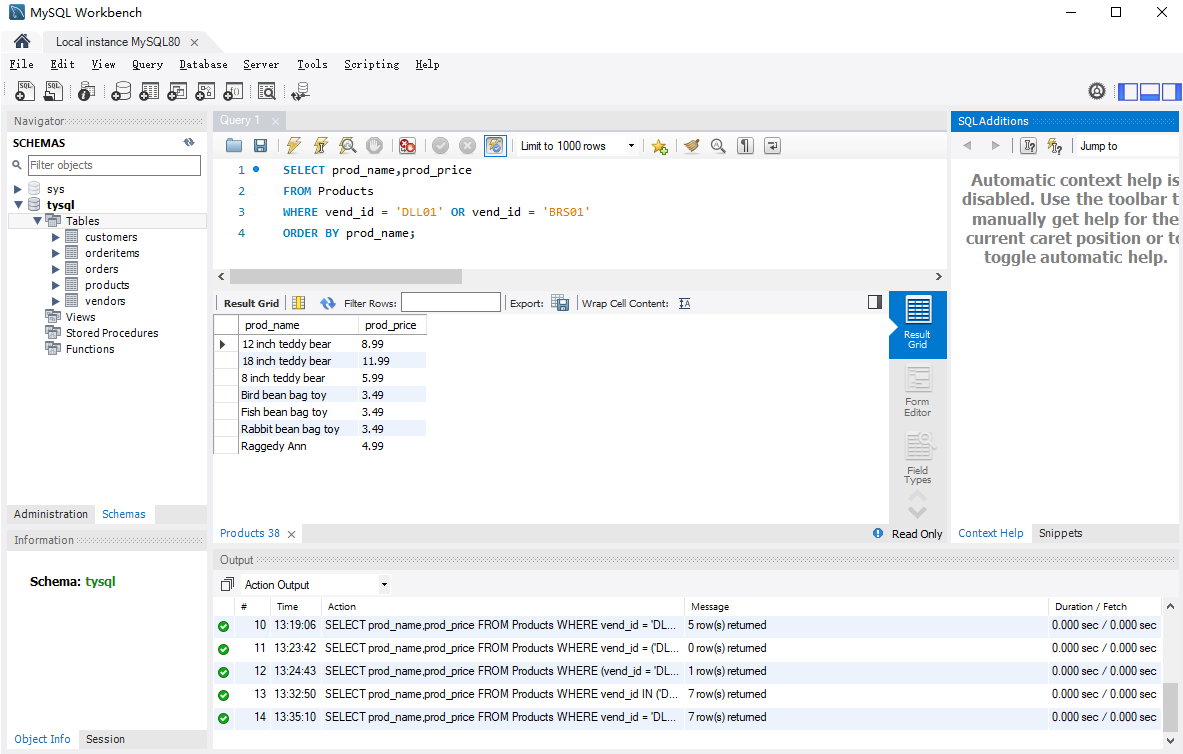 MySQL Workbench
Local instance MySQL80
File Edit View Query Database Server Tools Scripting Help
Navigator
SCHEMAS
Filter objects
sys
tysql
Tables
customers
orderitems
orders
products
vendors
Views
Stored Procedures
Functions
Administration Schemas
Information
Schema: tysql
Object Info Session
Query 1
Limit to 1000 rows
1 SELECT prod_name,prod_price
2 FROM Products
3 WHERE vend_id = 'DLL01' OR vend_id = 'BRS01'
4 ORDER BY prod_name;
Result Grid Filter Rows: Export: Wrap Cell Content:
prod_name prod_price
12 inch teddy bear 8.99
18 inch teddy bear 11.99
8 inch teddy bear 5.99
Bird bean bag toy 3.49
Fish bean bag toy 3.49
Rabbit bean bag toy 3.49
Raggedy Ann 4.99
Result
Grid
Form
Editor
Field
Types
Products 38
Read Only
SQLAdditions
Jump to
Automatic context help is
disabled. Use the toolbar t
manually get help for the
current caret position or to
toggle automatic help.
Context Help Snippets
Output
Action Output
# Time Action Message Duration / Fetch
10 13:19:06 SELECT prod_name,prod_price FROM Products WHERE vend_id = 'DL... 5 row(s) returned 0.000 sec / 0.000 sec
11 13:23:42 SELECT prod_name,prod_price FROM Products WHERE vend_id = ('DL... 0 row(s) returned 0.000 sec / 0.000 sec
12 13:24:43 SELECT prod_name,prod_price FROM Products WHERE (vend_id = 'DL... 1 row(s) returned 0.000 sec / 0.000 sec
13 13:32:50 SELECT prod_name,prod_price FROM Products WHERE vend_id IN ('D... 7 row(s) returned 0.000 sec / 0.000 sec
14 13:35:10 SELECT prod_name,prod_price FROM Products WHERE vend_id = 'DL... 7 row(s) returned 0.000 sec / 0.000 sec